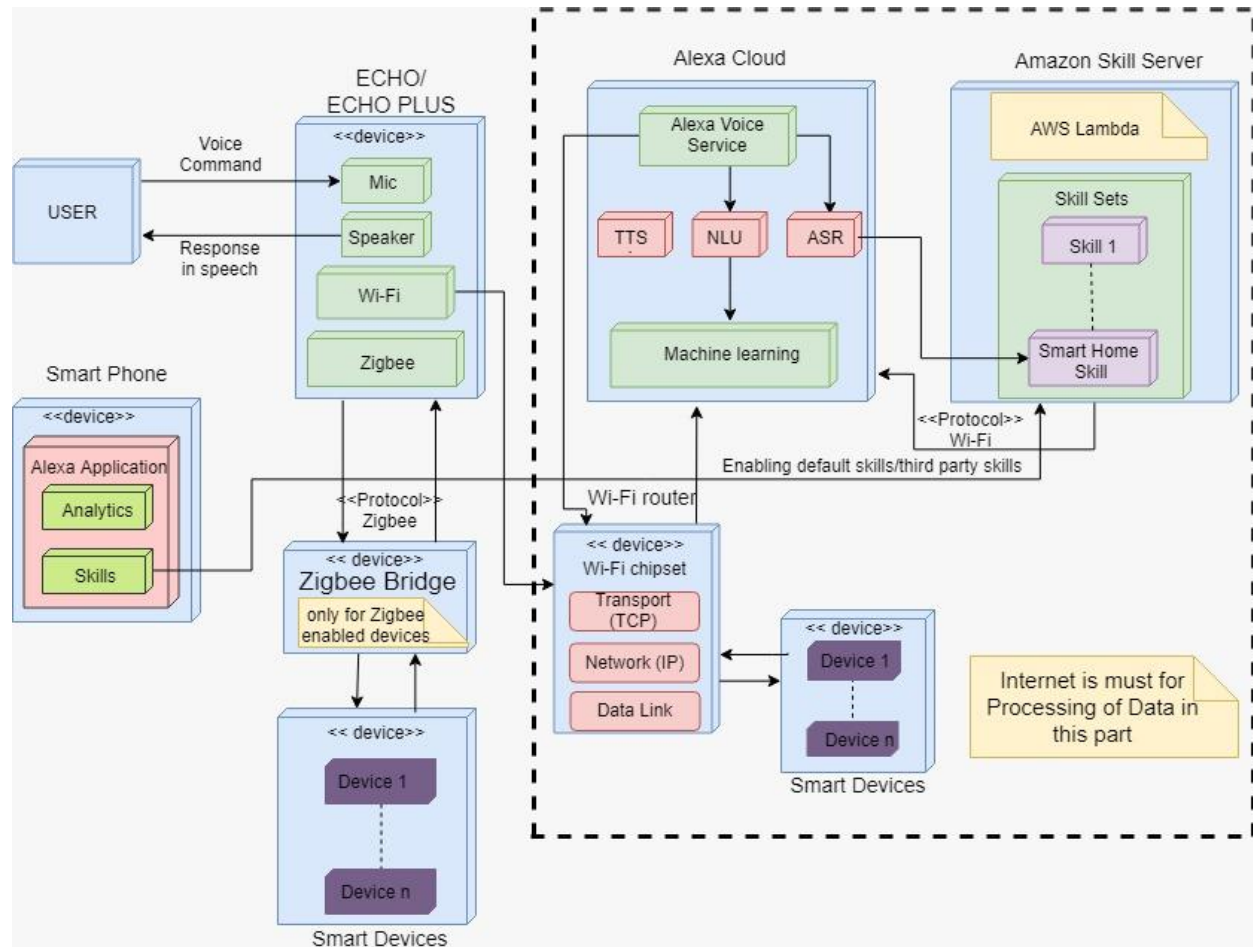 Alexa Cloud
Amazon Skill Server
ECHO/
ECHO PLUS
<<device>>
Mic
Speaker
Wi-Fi
Zigbee
Voice
Command
USER
Response
in speech
Alexa Voice
Service
TTS
NLU
ASR
Machine learning
AWS Lambda
Skill Sets
Skill 1
Smart Home
Skill
<<Protocol>>
Wi-Fi
Smart Phone
<<device>>
Alexa Application
Analytics
Skills
Enabling default skills/third party skills
<<Protocol>>
Zigbee
Wi-Fi router
<< device>>
Wi-Fi chipset
Transport
(TCP)
Network (IP)
Data Link
<< device>>
Zigbee Bridge
only for Zigbee
enabled devices
<< device>>
Device 1
Device n
Smart Devices
Internet is must for
Processing of Data in
this part
<< device>>
Device 1
Device n
Smart Devices